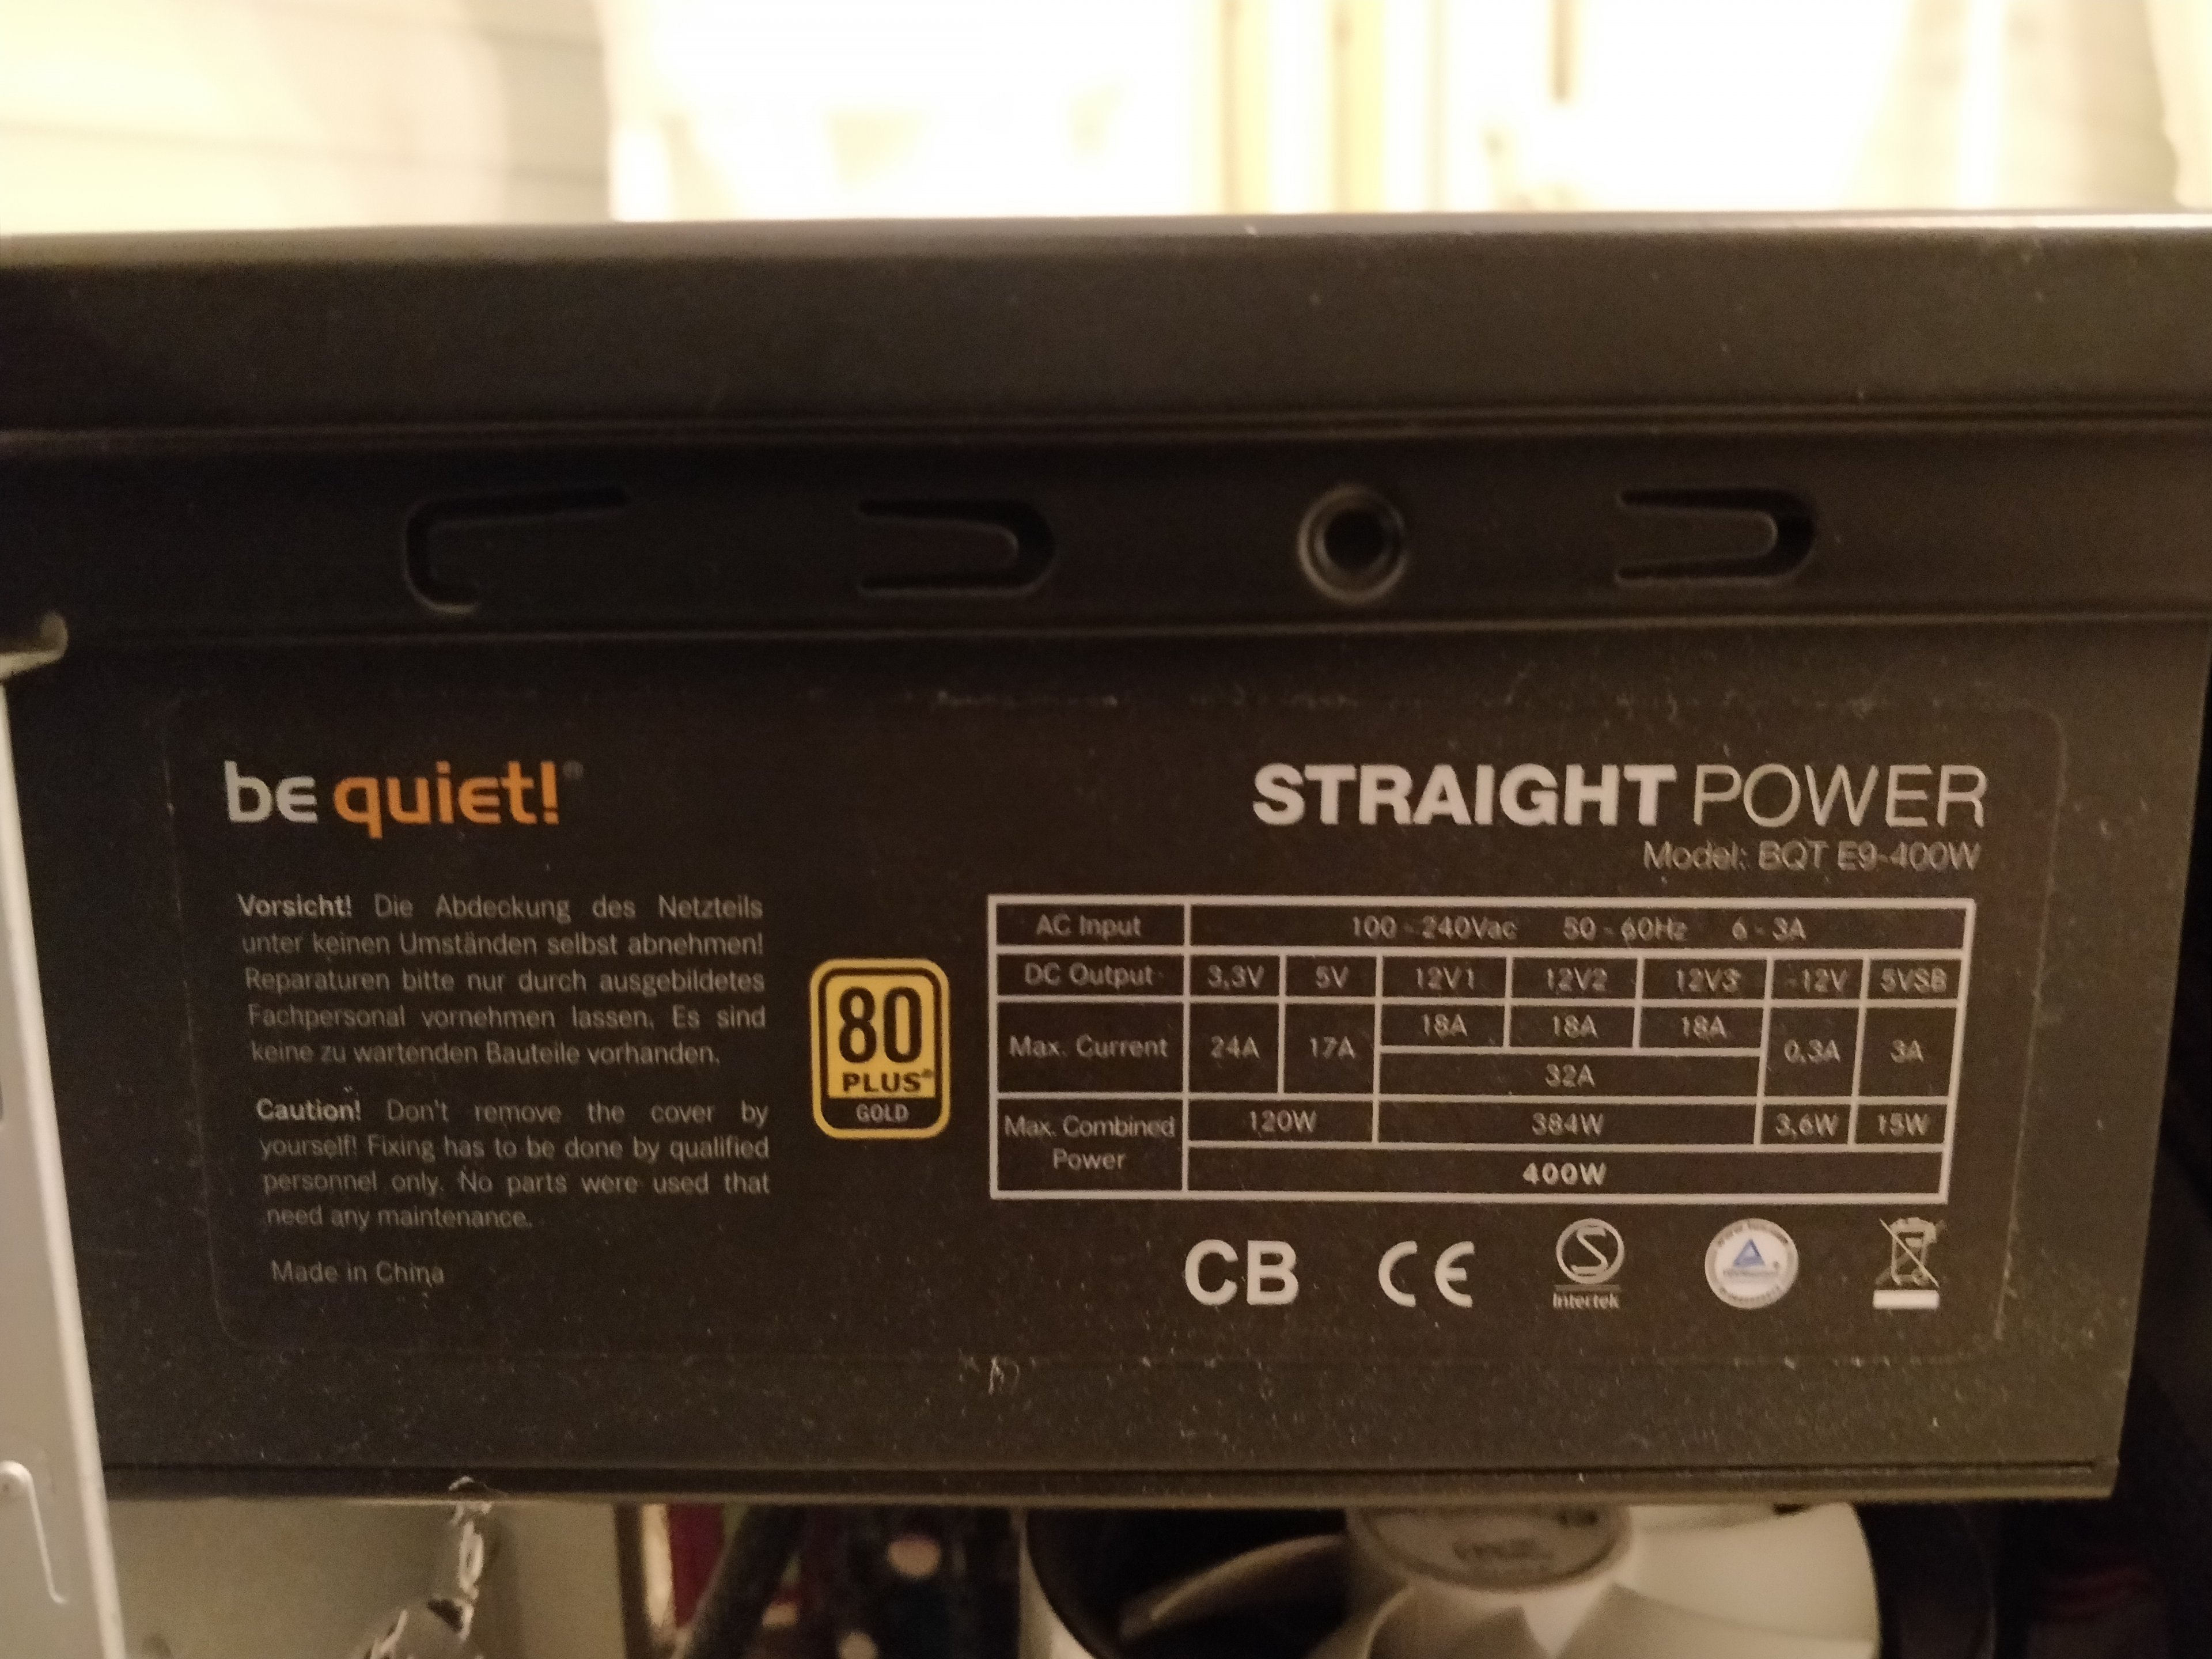 be quiet!®
STRAIGHT POWER
Model: BQT E9-400W
Vorsicht! Die Abdeckung des Netzteils
unter keinen Umständen selbst abnehmen!
Reparaturen bitte nur durch ausgebildetes
Fachpersonal vornehmen lassen. Es sind
keine zu wartenden Bauteile vorhanden.
Caution! Don't remove the cover by
yourself! Fixing has to be done by qualified
personnel only. No parts were used that
need any maintenance.
Made in China
80
PLUS®
GOLD
AC Input 100 - 240Vac 50 - 60Hz 6 - 3A
DC Output 3,3V 5V 12V1 12V2 12V3 -12V 5VSB
Max. Current 24A 17A 18A 18A 18A 0,3A 3A
32A
Max. Combined Power 120W 384W 3,6W 15W
400W
CB CE S
Intertek